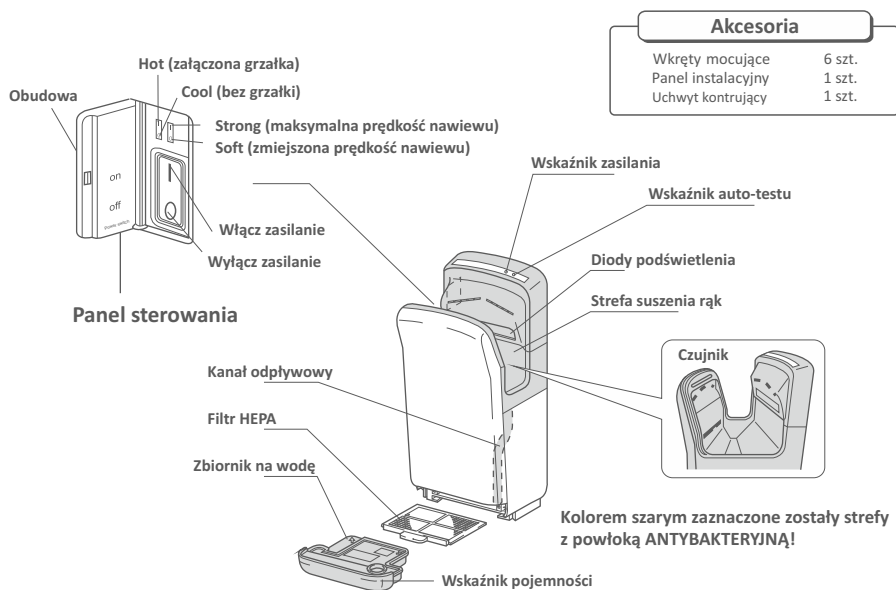 Akcesoria
Wkręty mocujące 6 szt.
Panel instalacyjny 1 szt.
Uchwyt kontrujący 1 szt.
Hot (załączona grzałka)
Cool (bez grzałki)
Obudowa
Strong (maksymalna prędkość nawiewu)
Soft (zmiejszona prędkość nawiewu)
on
off
Power switch
Włącz zasilanie
Wyłącz zasilanie
Panel sterowania
Wskaźnik zasilania
Wskaźnik auto-testu
Diody podświetlenia
Strefa suszenia rąk
Czujnik
Kanał odpływowy
Filtr HEPA
Zbiornik na wodę
Wskaźnik pojemności
Kolorem szarym zaznaczone zostały strefy
z powłoką ANTYBAKTERYJNĄ!